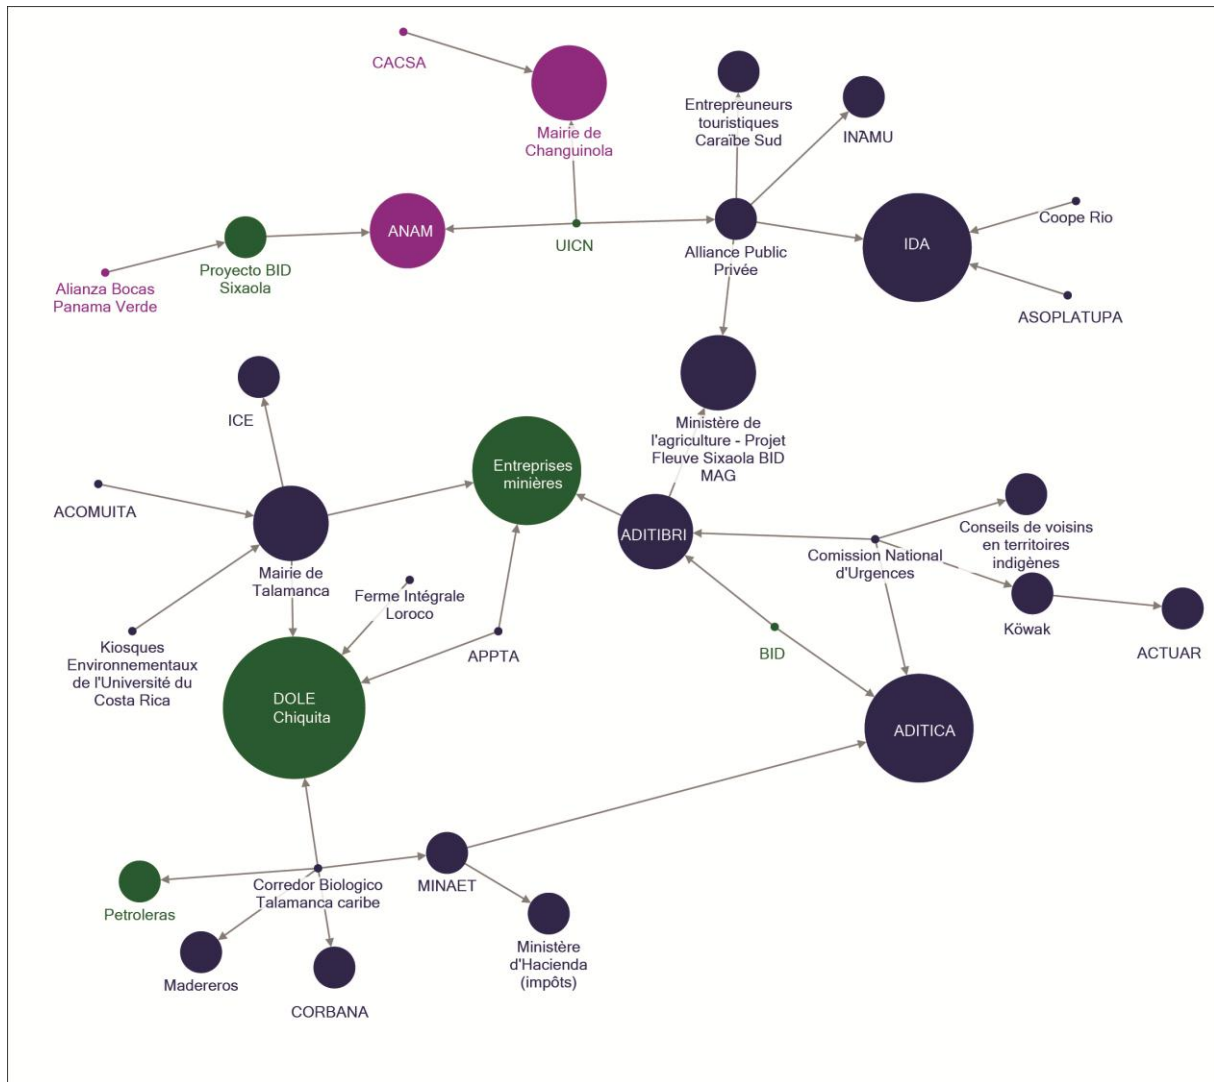 CACSA
Mairie de
Changuinola
Entrepreuneurs
touristiques
Caraïbe Sud
INAMU
ANAM
UICN
Alliance Public
Privée
IDA
Coope Rio
ASOPLATUPA
Proyecto BID
Sixaola
Alianza Bocas
Panama Verde
ICE
Ministère de
l'agriculture - Projet
Fleuve Sixaola BID
MAG
Entreprises
minières
ACOMUITA
ADITIBRI
Comission National
d'Urgences
Conseils de voisins
en territoires
indigènes
Mairie de
Talamanca
Ferme Intégrale
Loroco
Köwak
ACTUAR
Kiosques
Environnementaux
de l'Université du
Costa Rica
APPTA
BID
DOLE
Chiquita
ADITICA
Petroleras
Corredor Biologico
Talamanca caribe
MINAET
Madereros
CORBANA
Ministère
d'Hacienda
(impôts)